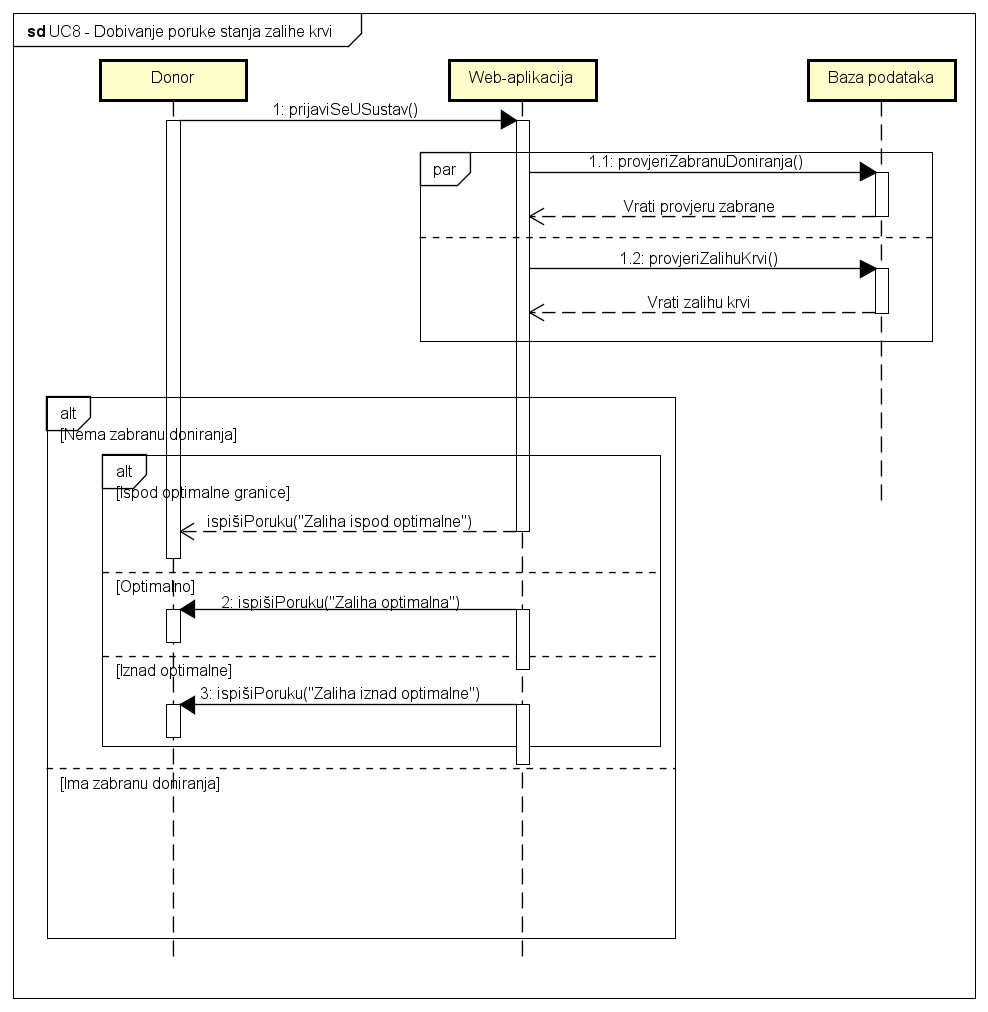 sd UC8 - Dobivanje poruke stanja zalihe krvi
Donor
Web-aplikacija
Baza podataka
1: prijaviSeUSustav()
par
1.1: provjeriZabranuDoniranja()
Vrati provjeru zabrane
1.2: provjeriZalihuKrvi()
Vrati zalihu krvi
alt
[Nema zabranu doniranja]
alt
[Ispod optimalne granice]
ispišiPoruku("Zaliha ispod optimalne")
[Optimalno]
2: ispišiPoruku("Zaliha optimalna")
[Iznad optimalne]
3: ispišiPoruku("Zaliha iznad optimalne")
[Ima zabranu doniranja]